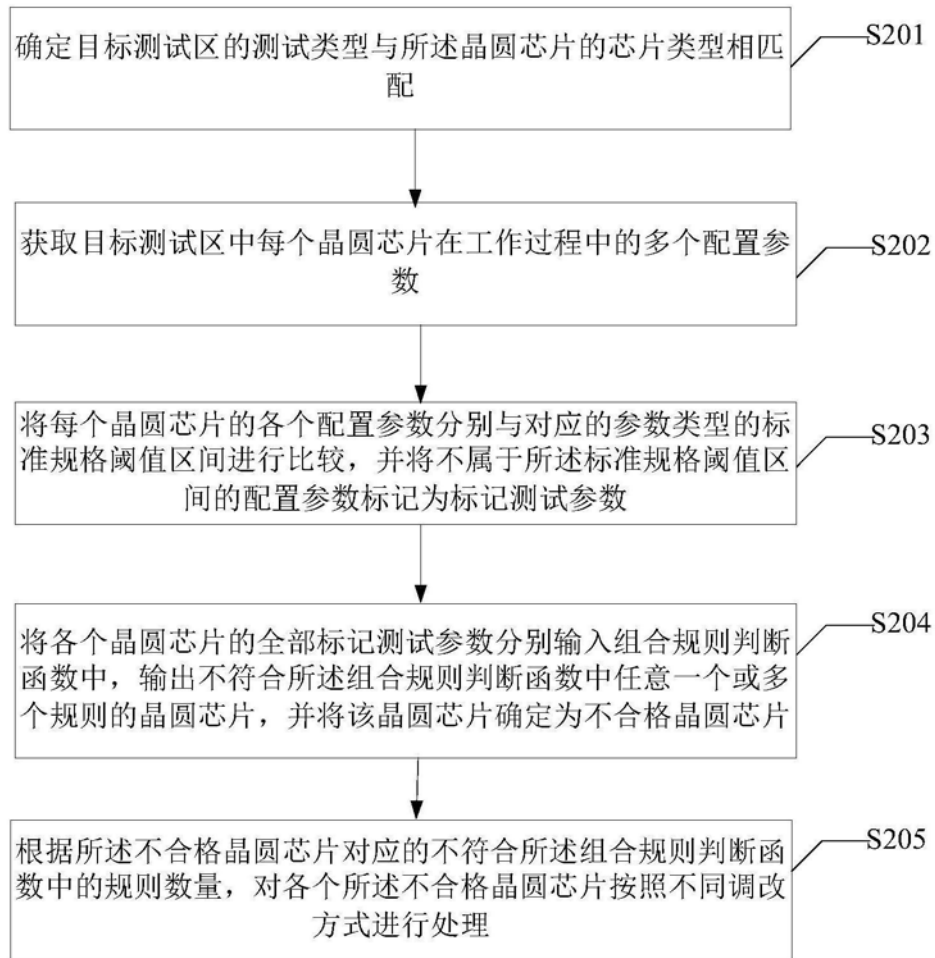 确定目标测试区的测试类型与所述晶圆芯片的芯片类型相匹
配
S201
获取目标测试区中每个晶圆芯片在工作过程中的多个配置参
数
S202
将每个晶圆芯片的各个配置参数分别与对应的参数类型的标
准规格阈值区间进行比较，并将不属于所述标准规格阈值区
间的配置参数标记为标记测试参数
S203
将各个晶圆芯片的全部标记测试参数分别输入组合规则判断
函数中，输出不符合所述组合规则判断函数中任意一个或多
个规则的晶圆芯片，并将该晶圆芯片确定为不合格晶圆芯片
S204
根据所述不合格晶圆芯片对应的不符合所述组合规则判断函
数中的规则数量，对各个所述不合格晶圆芯片按照不同调改
方式进行处理
S205